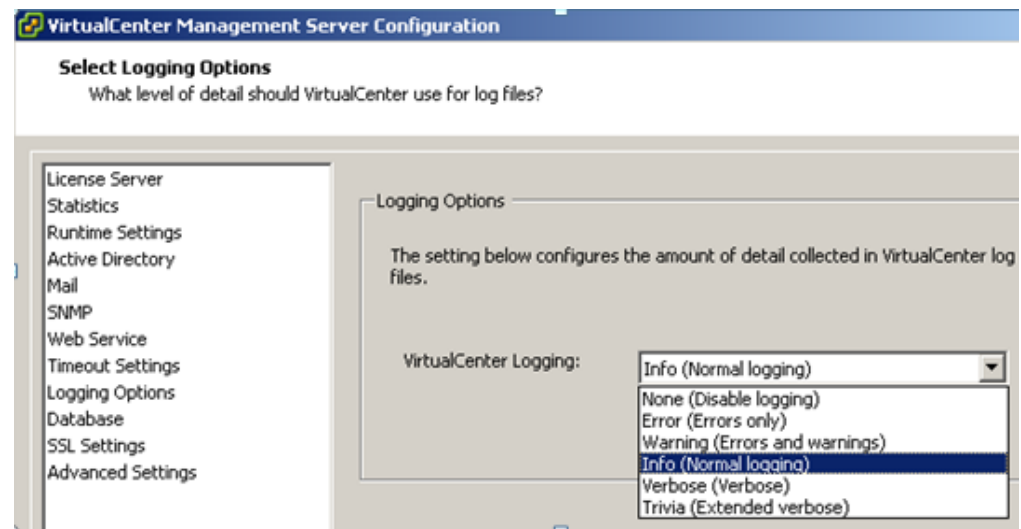 VirtualCenter Management Server Configuration
Select Logging Options
What level of detail should VirtualCenter use for log files?
License Server
Statistics
Runtime Settings
Active Directory
Mail
SNMP
Web Service
Timeout Settings
Logging Options
Database
SSL Settings
Advanced Settings
Logging Options
The setting below configures the amount of detail collected in VirtualCenter log
files.
VirtualCenter Logging:
Info (Normal logging)
None (Disable logging)
Error (Errors only)
Warning (Errors and warnings)
Info (Normal logging)
Verbose (Verbose)
Trivia (Extended verbose)